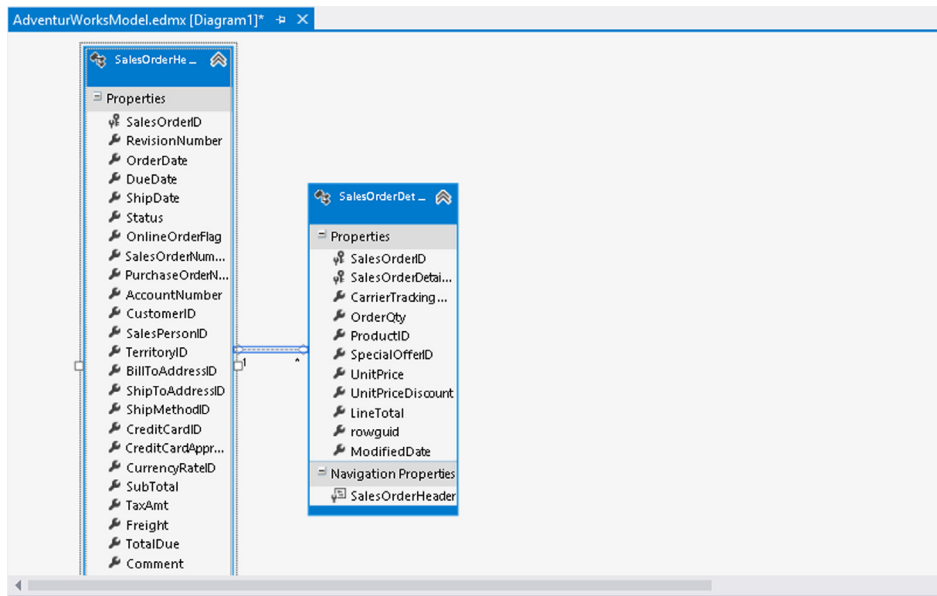 AdventurWorksModel.edmx [Diagram1]*
SalesOrderHe...
Properties
SalesOrderID
RevisionNumber
OrderDate
DueDate
ShipDate
Status
OnlineOrderFlag
SalesOrderNum...
PurchaseOrderN...
AccountNumber
CustomerID
SalesPersonID
TerritoryID
BillToAddressID
ShipToAddressID
ShipMethodID
CreditCardID
CreditCardAppr...
CurrencyRateID
SubTotal
TaxAmt
Freight
TotalDue
Comment
1
*
SalesOrderDet...
Properties
SalesOrderID
SalesOrderDetai...
CarrierTracking...
OrderQty
ProductID
SpecialOfferID
UnitPrice
UnitPriceDiscount
LineTotal
rowguid
ModifiedDate
Navigation Properties
SalesOrderHeader